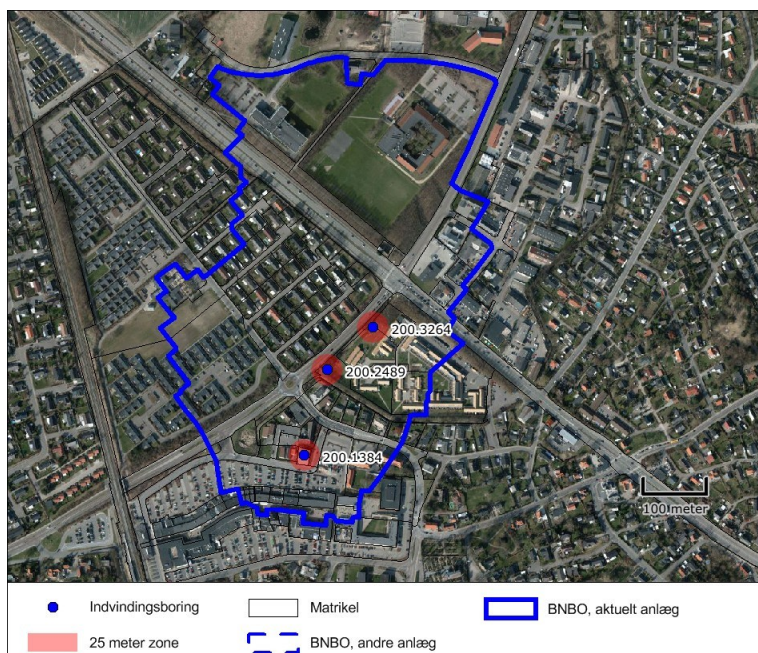 200.3264
200.2489
200.1384
100 meter
Indvindingsboring
Matrikel
BNBO, aktuelt anlæg
25 meter zone
BNBO, andre anlæg